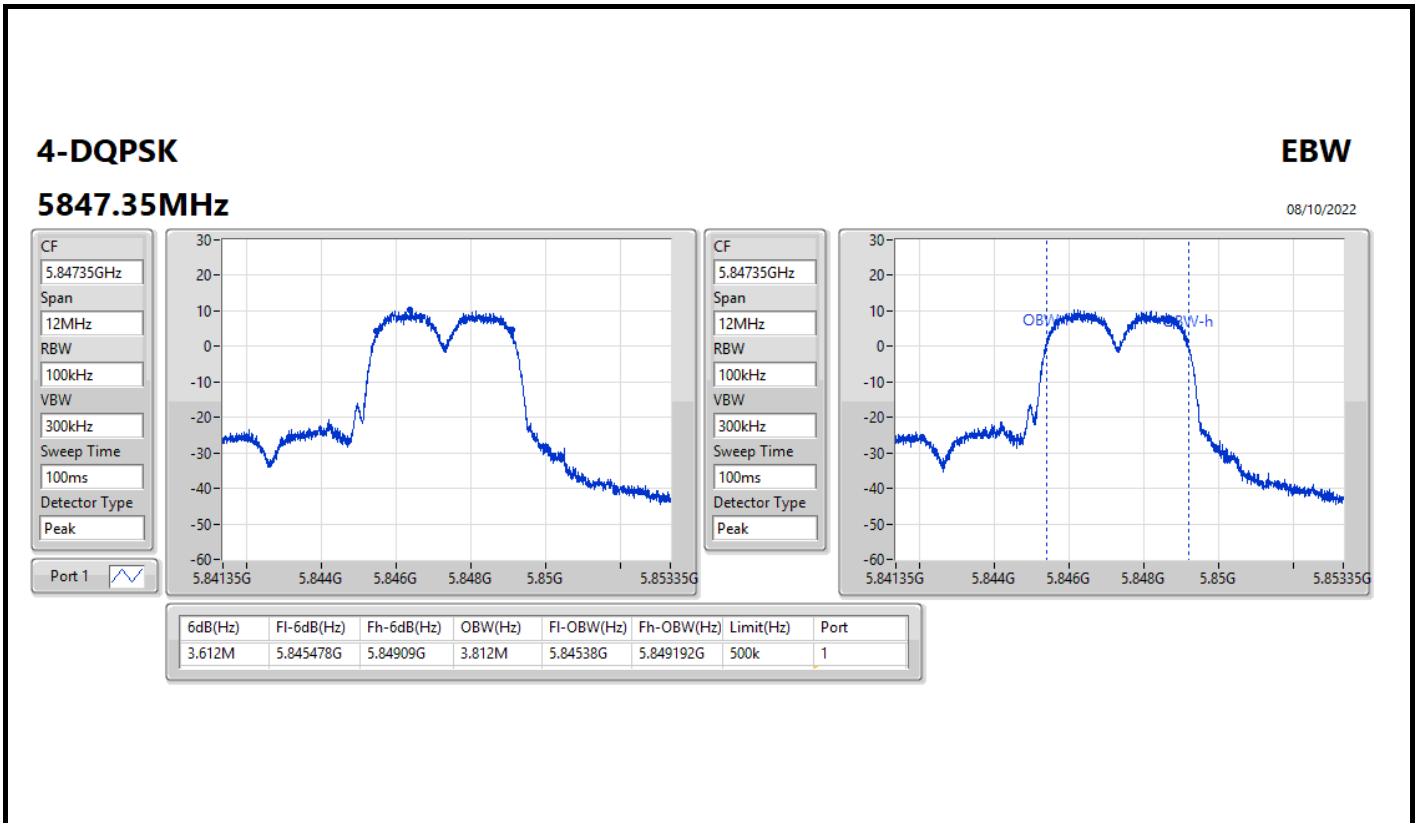 4-DQPSK
EBW
5847.35MHz
08/10/2022
CF
5.84735GHz
Span
12MHz
RBW
100kHz
VBW
300kHz
Sweep Time
100ms
Detector Type
Peak
Port 1
30
20
10
0
-10
-20
-30
-40
-50
-60
5.84135G 5.844G 5.846G 5.848G 5.85G 5.85335G
CF
5.84735GHz
Span
12MHz
RBW
100kHz
VBW
300kHz
Sweep Time
100ms
Detector Type
Peak
30
20
10
0
-10
-20
-30
-40
-50
-60
5.84135G 5.844G 5.846G 5.848G 5.85G 5.85335G
6dB(Hz) Fl-6dB(Hz) Fh-6dB(Hz) OBW(Hz) Fl-OBW(Hz) Fh-OBW(Hz) Limit(Hz) Port
3.612M 5.845478G 5.84909G 3.812M 5.84538G 5.849192G 500k 1